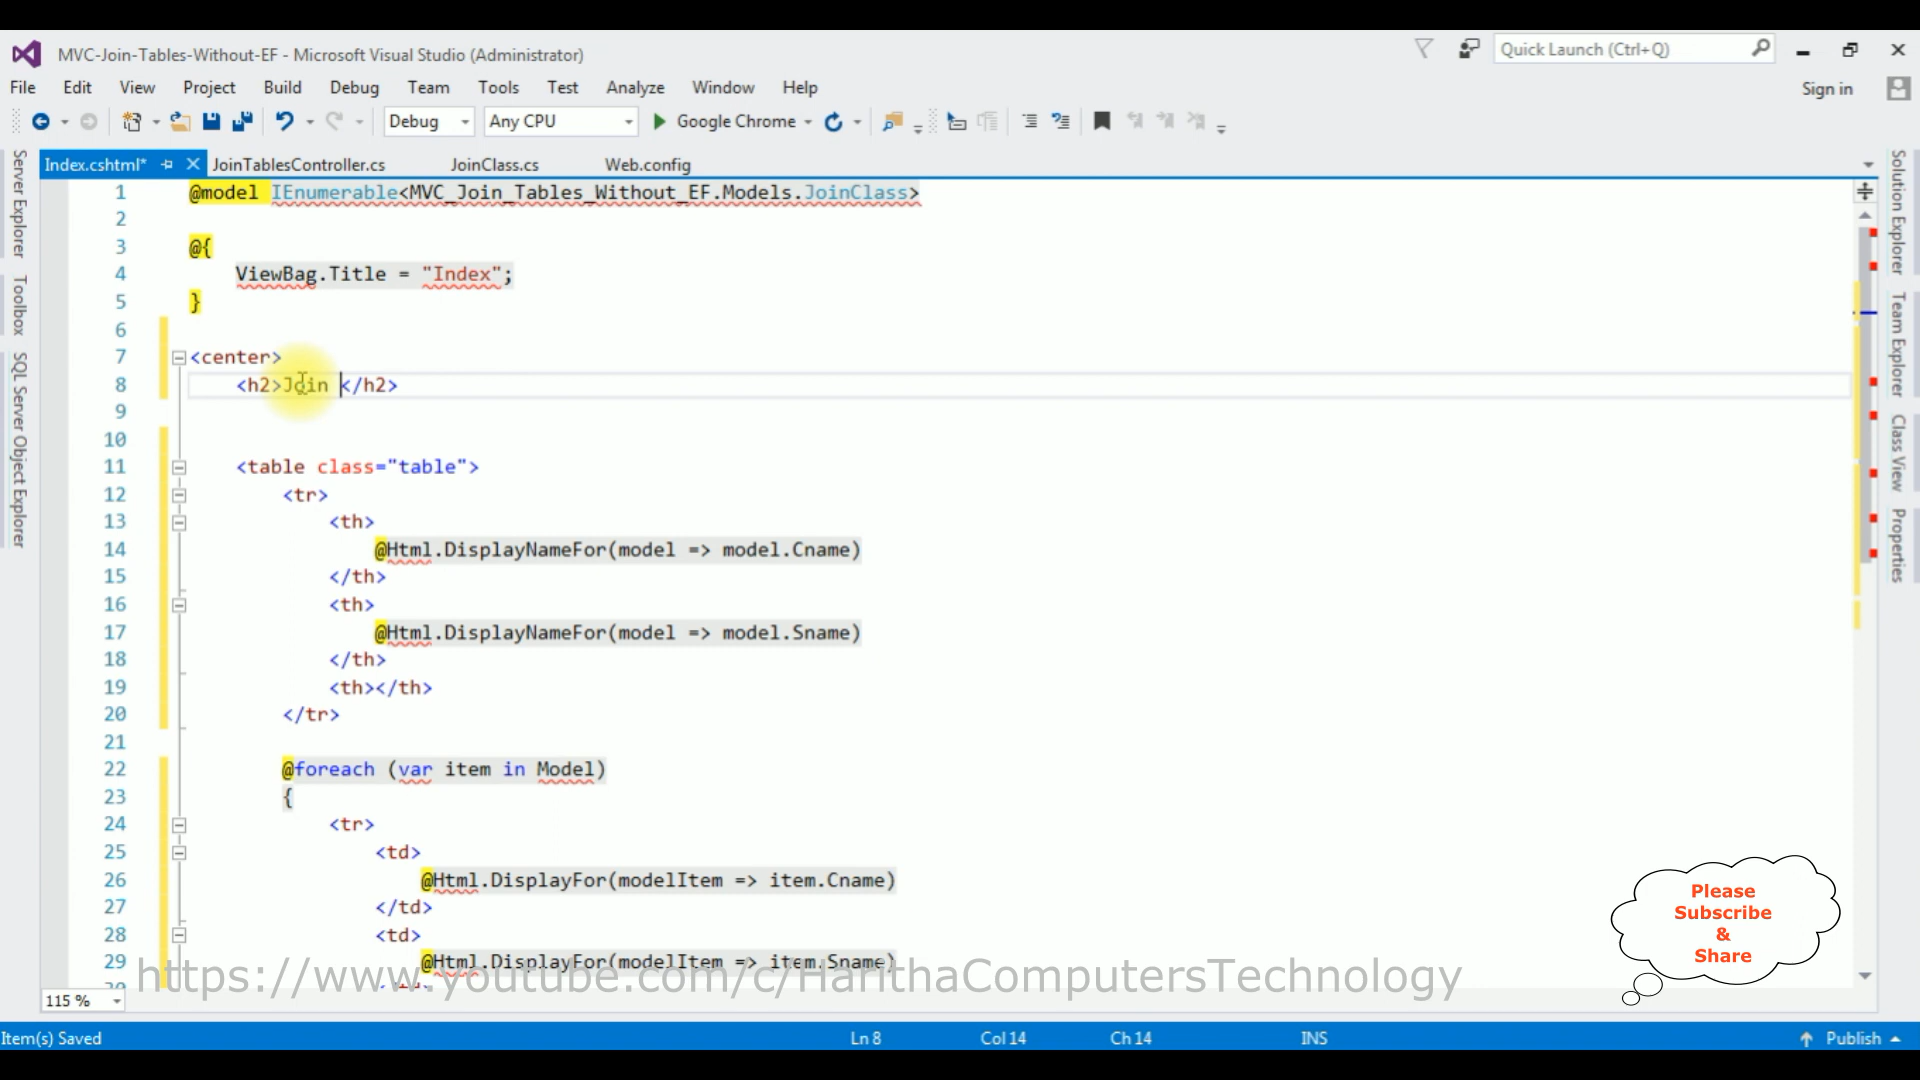 MVC-Join-Tables-Without-EF - Microsoft Visual Studio (Administrator)
Quick Launch (Ctrl+Q)
File Edit View Project Build Debug Team Tools Test Analyze Window Help
Sign in
Debug Any CPU Google Chrome
Index.cshtml* JoinTablesController.cs JoinClass.cs Web.config
Server Explorer
Toolbox
SQL Server Object Explorer
Solution Explorer
Team Explorer
Class View
Properties
1 @model IEnumerable<MVC_Join_Tables_Without_EF.Models.JoinClass>
2
3 @{
4 ViewBag.Title = "Index";
5 }
6
7 <center>
8 <h2>Join </h2>
9
10
11 <table class="table">
12 <tr>
13 <th>
14 @Html.DisplayNameFor(model => model.Cname)
15 </th>
16 <th>
17 @Html.DisplayNameFor(model => model.Sname)
18 </th>
19 <th></th>
20 </tr>
21
22 @foreach (var item in Model)
23 {
24 <tr>
25 <td>
26 @Html.DisplayFor(modelItem => item.Cname)
27 </td>
28 <td>
29 @Html.DisplayFor(modelItem => item.Sname)
https://www.youtube.com/c/HarithaComputersTechnology
Please
Subscribe
&
Share
115 %
Item(s) Saved Ln 8 Col 14 Ch 14 INS Publish